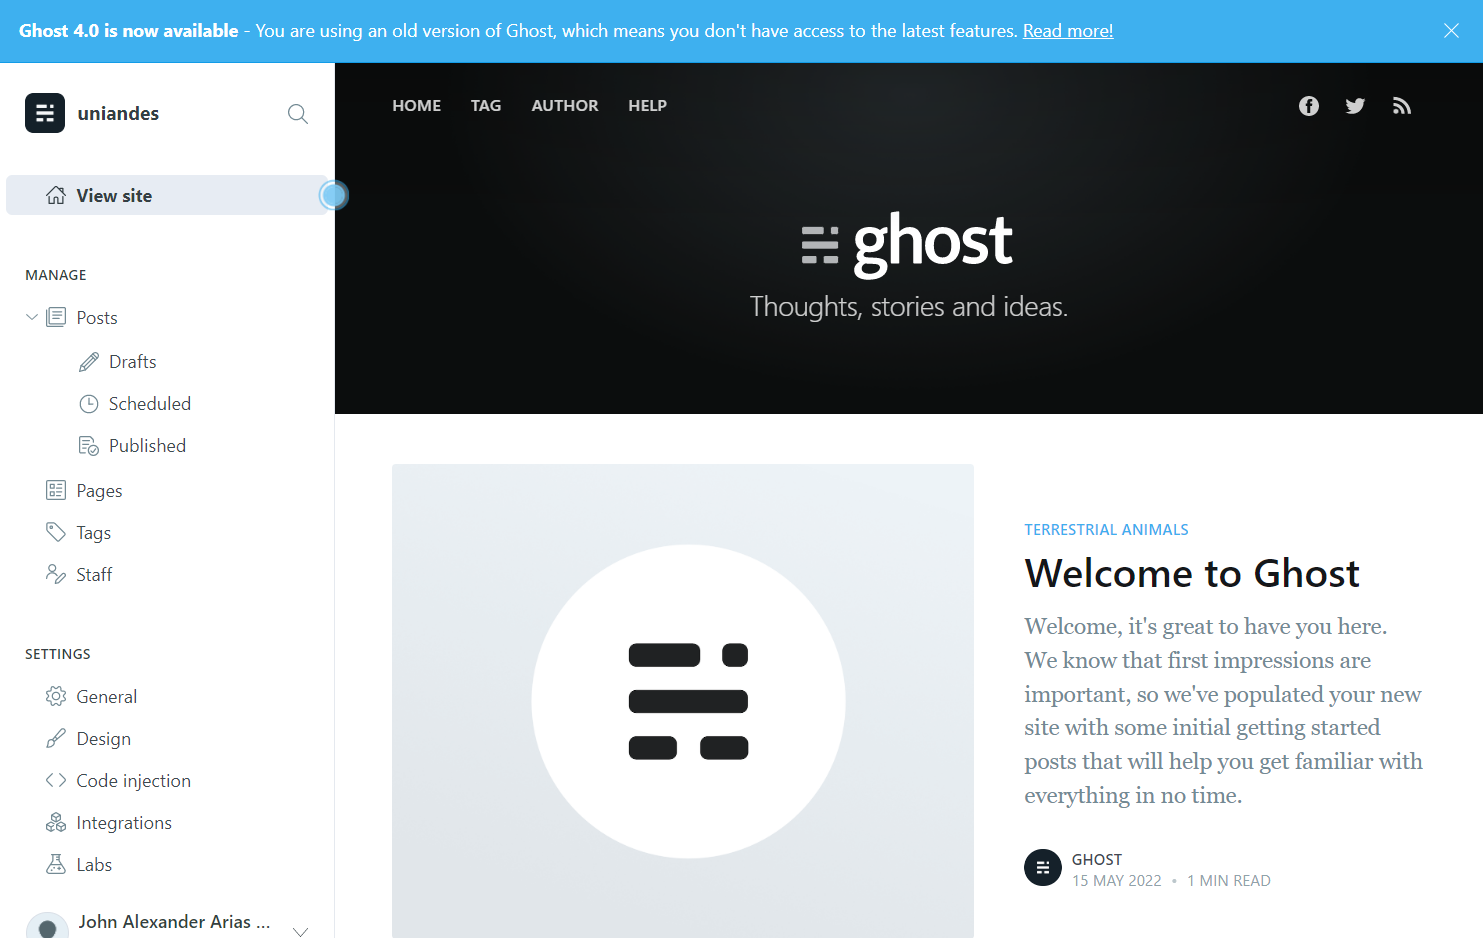 Ghost 4.0 is now available - You are using an old version of Ghost, which means you don't have access to the latest features. Read more!
uniandes
View site
MANAGE
Posts
Drafts
Scheduled
Published
Pages
Tags
Staff
SETTINGS
General
Design
Code injection
Integrations
Labs
John Alexander Arias ...
HOME TAG AUTHOR HELP
ghost
Thoughts, stories and ideas.
TERRESTRIAL ANIMALS
Welcome to Ghost
Welcome, it's great to have you here.
We know that first impressions are
important, so we've populated your new
site with some initial getting started
posts that will help you get familiar with
everything in no time.
GHOST
15 MAY 2022 • 1 MIN READ